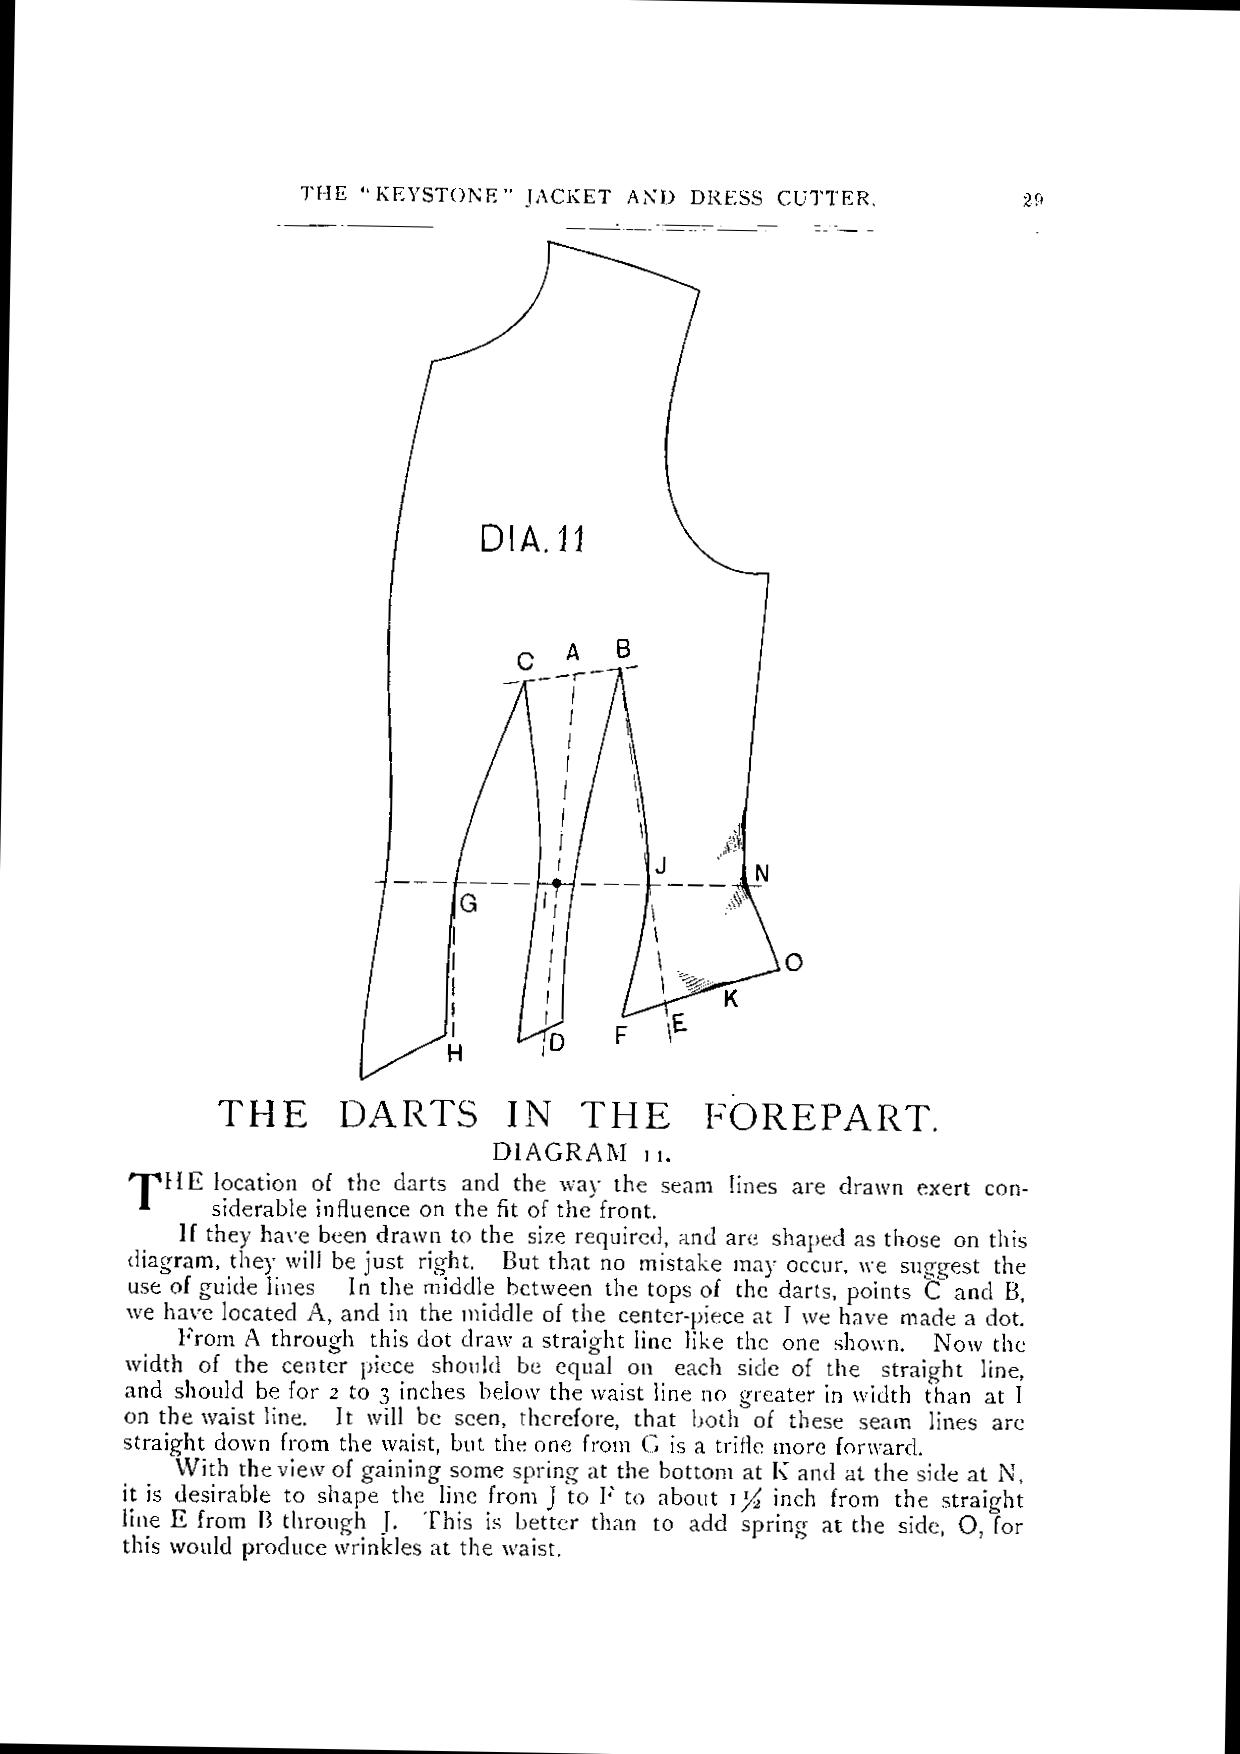 THE "KEYSTONE" JACKET AND DRESS CUTTER. 29
DIA. 11
C A B
J
N
G
I
O
K
E
F
D
H
THE DARTS IN THE FOREPART.
DIAGRAM 11.
THE location of the darts and the way the seam lines are drawn exert con-
siderable influence on the fit of the front.
If they have been drawn to the size required, and are shaped as those on this
diagram, they will be just right. But that no mistake may occur, we suggest the
use of guide lines In the middle between the tops of the darts, points C and B,
we have located A, and in the middle of the center-piece at I we have made a dot.
From A through this dot draw a straight line like the one shown. Now the
width of the center piece should be equal on each side of the straight line,
and should be for 2 to 3 inches below the waist line no greater in width than at I
on the waist line. It will be seen, therefore, that both of these seam lines are
straight down from the waist, but the one from G is a trifle more forward.
With the view of gaining some spring at the bottom at K and at the side at N,
it is desirable to shape the line from J to F to about 1½ inch from the straight
line E from B through J. This is better than to add spring at the side, O, for
this would produce wrinkles at the waist.